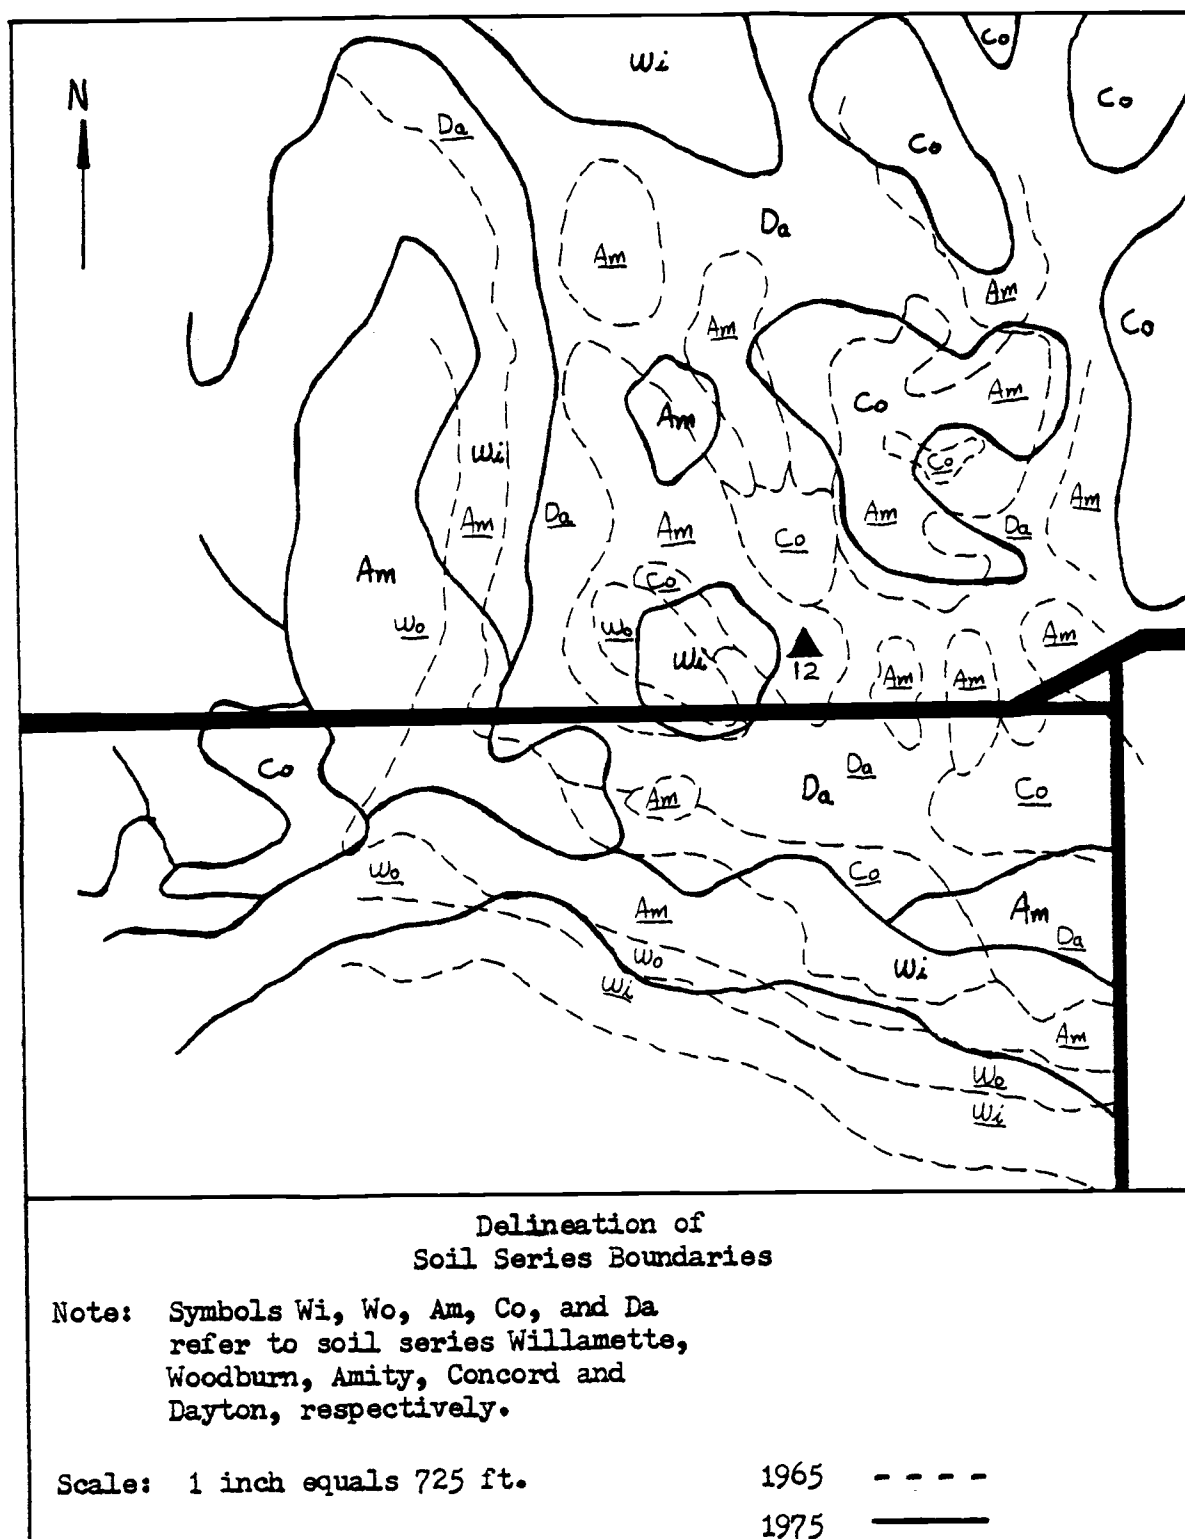 Wi
Co
N
Co
Da
Co
Da
Am
Am
Am
Co
Co
Am
Am
Wi
Co
Am
Am
Da
Am
Am
Da
Co
Am
Co
Wo
Wo
Am
Wi
12
Am
Am
Co
Da
Am
Da
Co
Wo
Co
Am
Am
Da
Wo
Wi
Wi
Am
Wo
Wi
Delineation of
Soil Series Boundaries
Note: Symbols Wi, Wo, Am, Co, and Da
refer to soil series Willamette,
Woodburn, Amity, Concord and
Dayton, respectively.
Scale: 1 inch equals 725 ft.
1965
1975